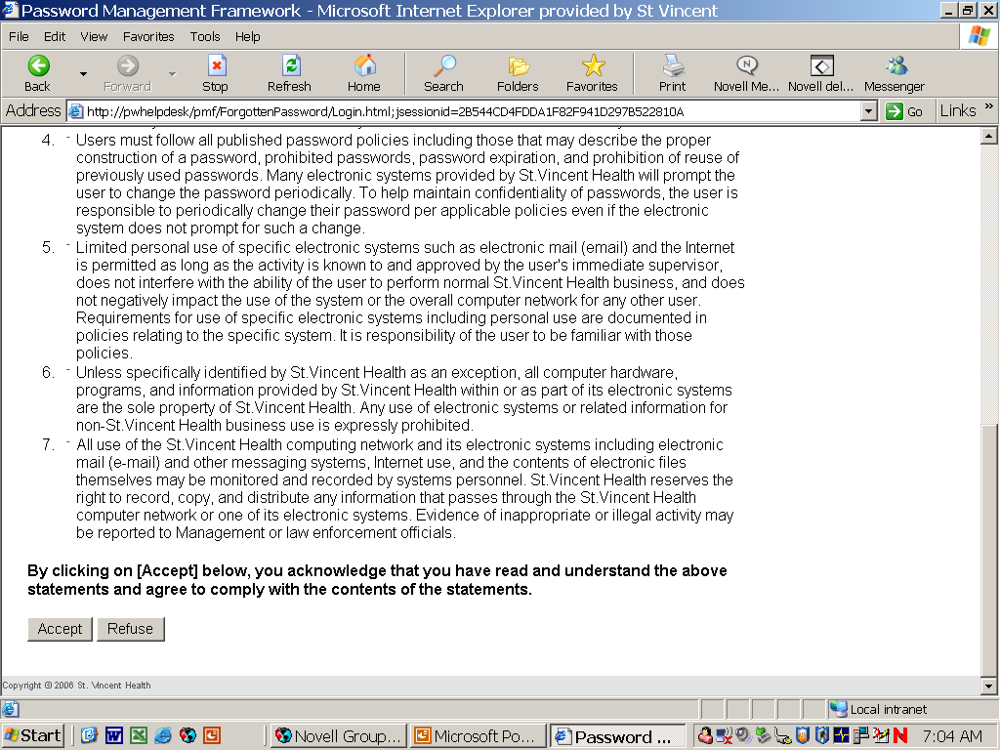 Password Management Framework - Microsoft Internet Explorer provided by St Vincent
File Edit View Favorites Tools Help
Back Forward Stop Refresh Home Search Folders Favorites Print Novell Me... Novell del... Messenger
Address http://pwhelpdesk/pmf/ForgottenPassword/Login.html;jsessionid=2B544CD4FDDA1F82F941D297B522810A Go Links »
4. - Users must follow all published password policies including those that may describe the proper
construction of a password, prohibited passwords, password expiration, and prohibition of reuse of
previously used passwords. Many electronic systems provided by St.Vincent Health will prompt the
user to change the password periodically. To help maintain confidentiality of passwords, the user is
responsible to periodically change their password per applicable policies even if the electronic
system does not prompt for such a change.
5. - Limited personal use of specific electronic systems such as electronic mail (email) and the Internet
is permitted as long as the activity is known to and approved by the user's immediate supervisor,
does not interfere with the ability of the user to perform normal St.Vincent Health business, and does
not negatively impact the use of the system or the overall computer network for any other user.
Requirements for use of specific electronic systems including personal use are documented in
policies relating to the specific system. It is responsibility of the user to be familiar with those
policies.
6. - Unless specifically identified by St.Vincent Health as an exception, all computer hardware,
programs, and information provided by St.Vincent Health within or as part of its electronic systems
are the sole property of St.Vincent Health. Any use of electronic systems or related information for
non-St.Vincent Health business use is expressly prohibited.
7. - All use of the St.Vincent Health computing network and its electronic systems including electronic
mail (e-mail) and other messaging systems, Internet use, and the contents of electronic files
themselves may be monitored and recorded by systems personnel. St.Vincent Health reserves the
right to record, copy, and distribute any information that passes through the St.Vincent Health
computer network or one of its electronic systems. Evidence of inappropriate or illegal activity may
be reported to Management or law enforcement officials.
By clicking on [Accept] below, you acknowledge that you have read and understand the above
statements and agree to comply with the contents of the statements.
Accept Refuse
Copyright © 2006 St. Vincent Health
Local intranet
Start Novell Group... Microsoft Po... Password ... 7:04 AM